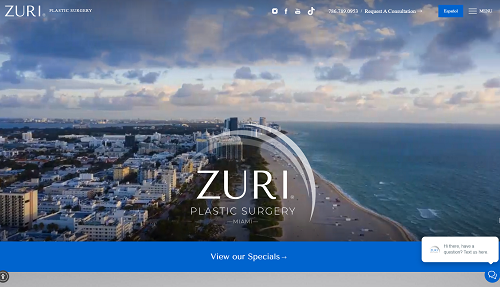 ZURI PLASTIC SURGERY
786.789.0953 / Request A Consultation
Español
MENU
ZURI
PLASTIC SURGERY
MIAMI
View our Specials→
Hi there, have a
question? Text us here.